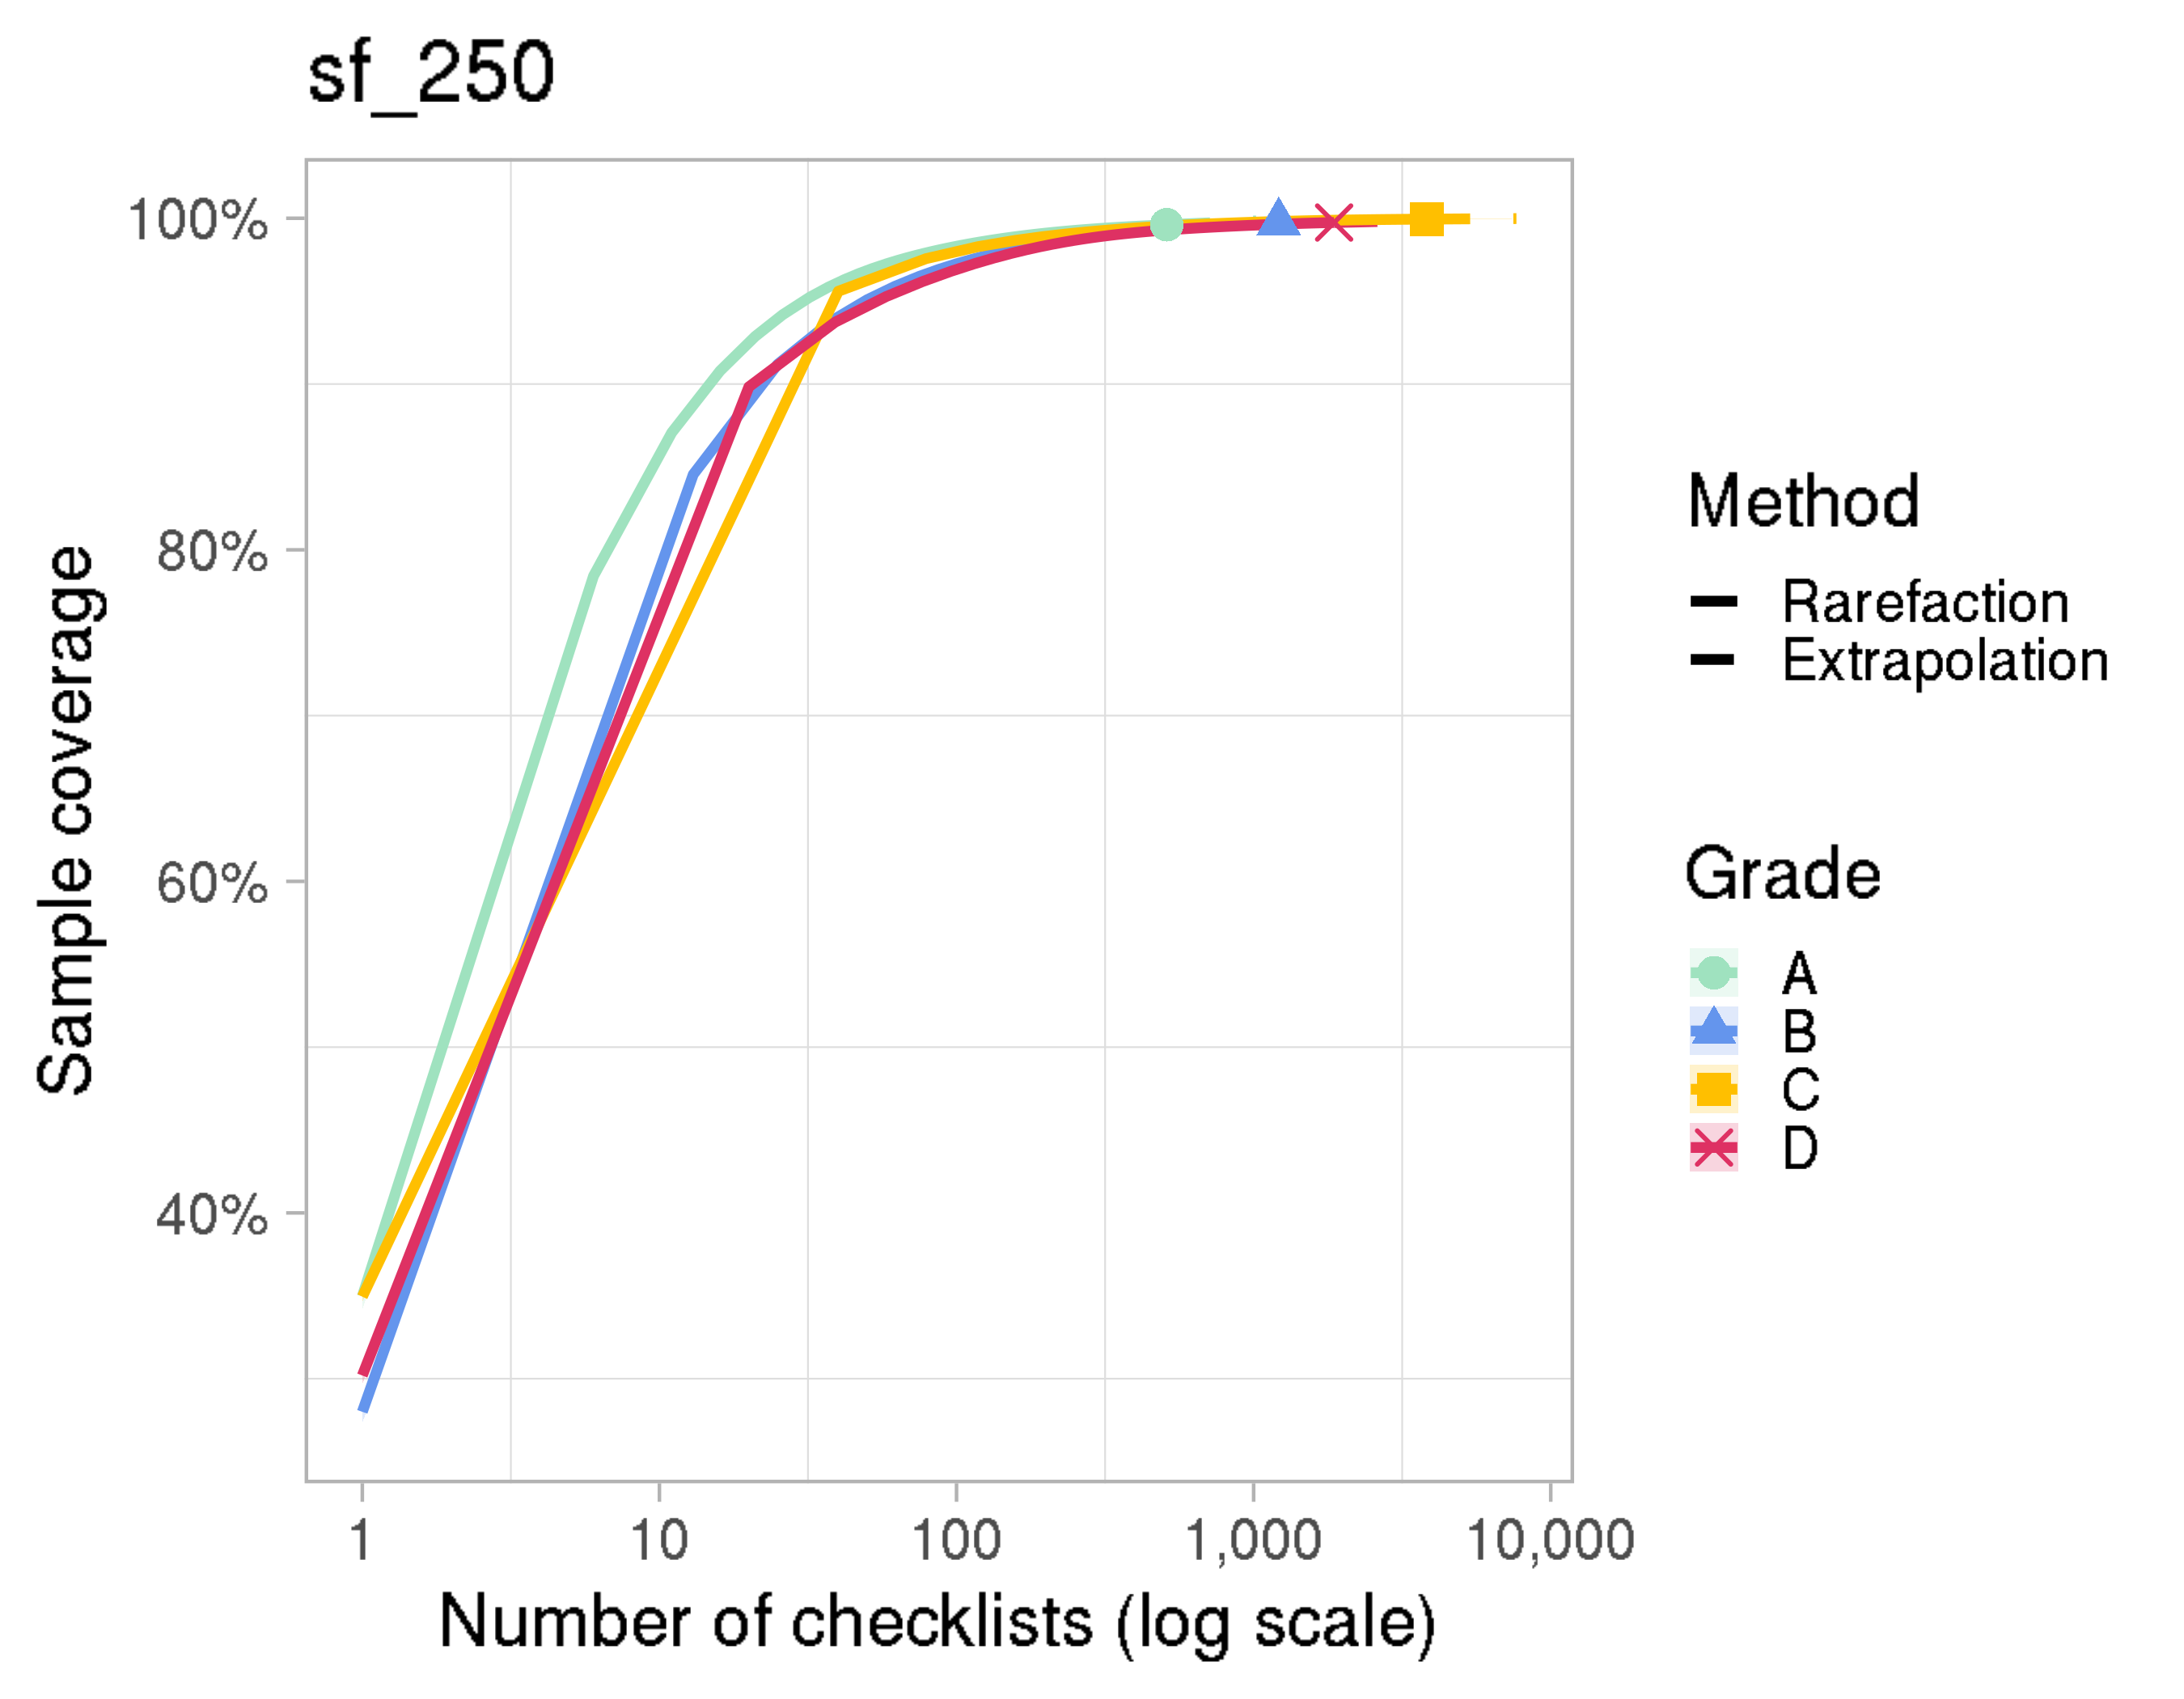 sf_250
100%
80%
60%
40%
Sample coverage
1
10
100
1,000
10,000
Number of checklists (log scale)
Method
Rarefaction
Extrapolation
Grade
A
B
C
D